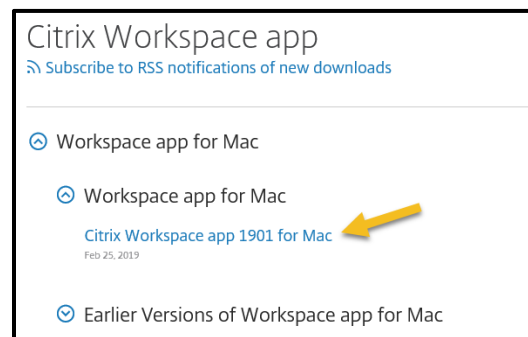 Citrix Workspace app
Subscribe to RSS notifications of new downloads
Workspace app for Mac
Workspace app for Mac
Citrix Workspace app 1901 for Mac
Feb 25, 2019
Earlier Versions of Workspace app for Mac